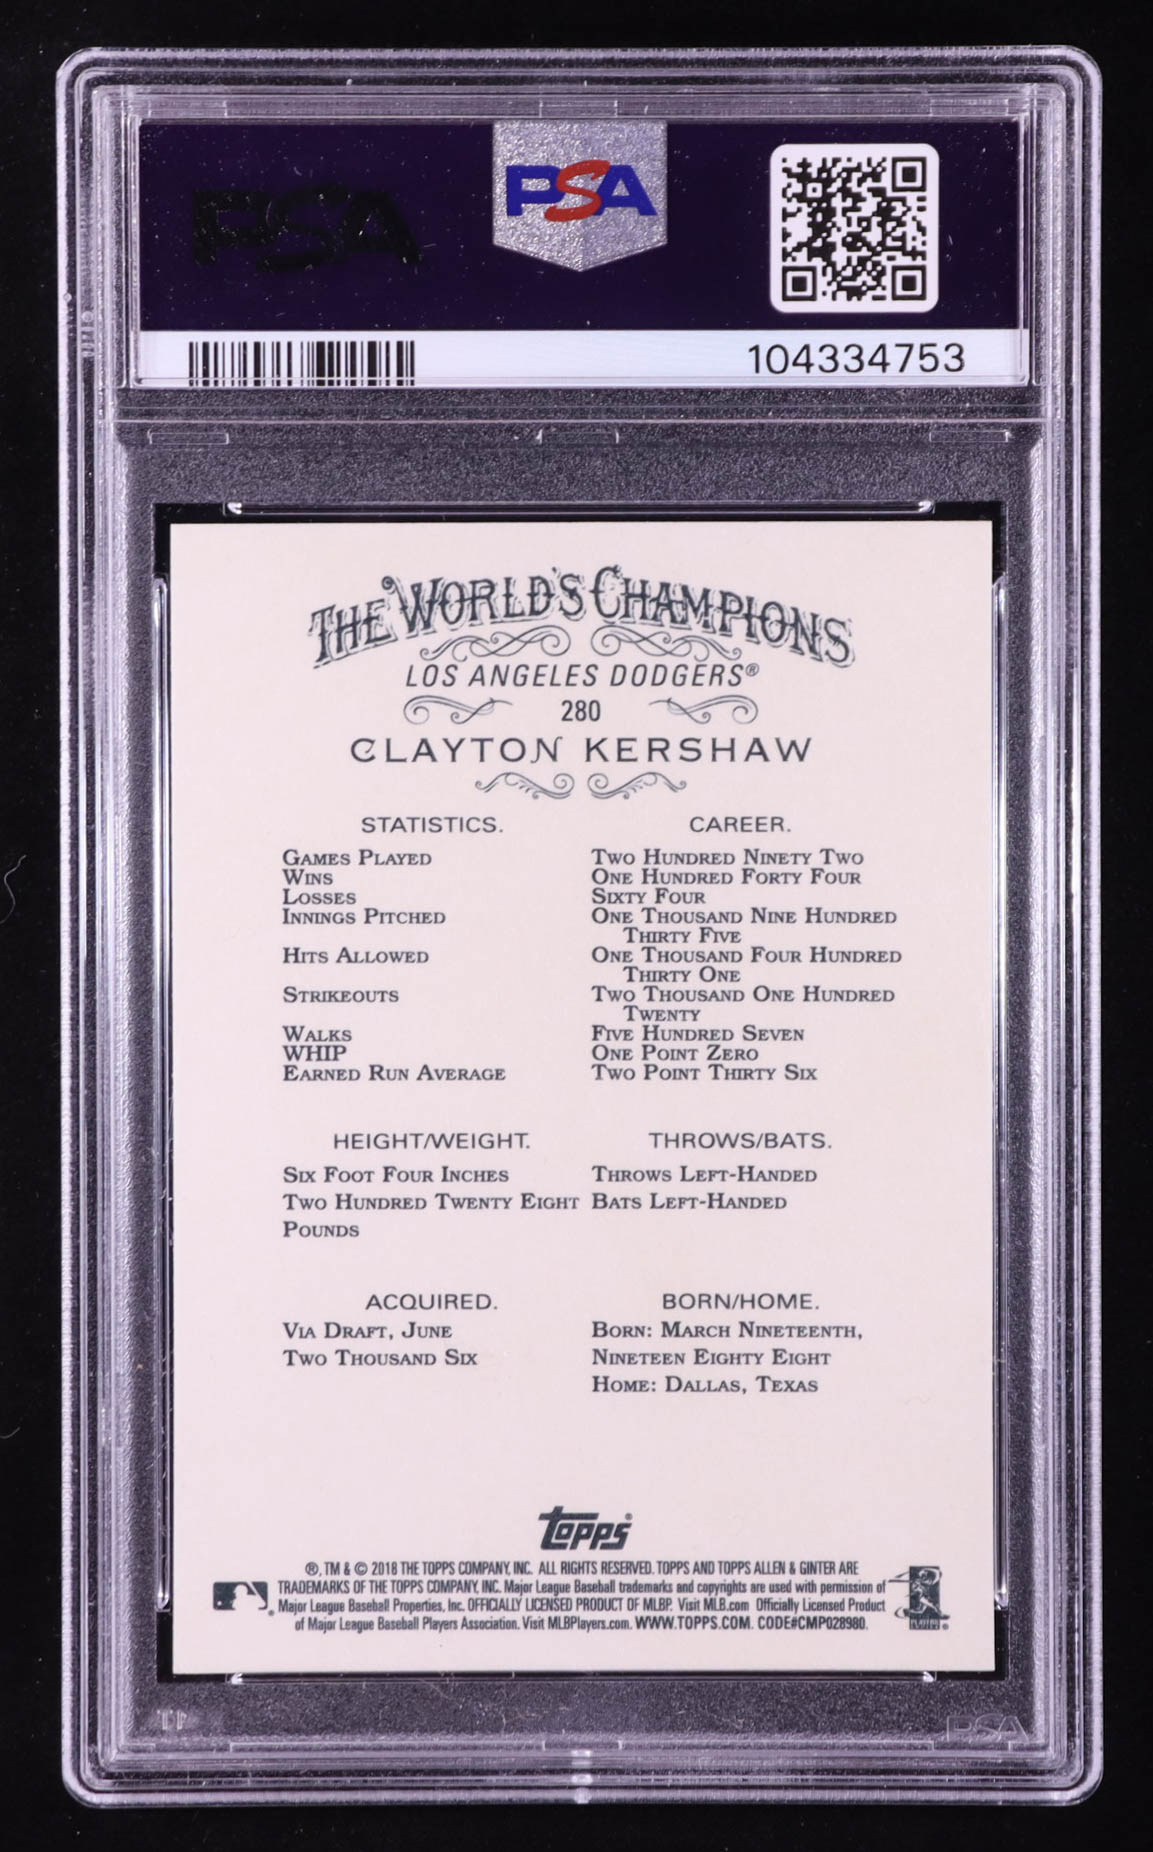 PSA
PSA
104334753
THE WORLD'S CHAMPIONS
LOS ANGELES DODGERS®
280
CLAYTON KERSHAW
STATISTICS. CAREER.
GAMES PLAYED TWO HUNDRED NINETY TWO
WINS ONE HUNDRED FORTY FOUR
LOSSES SIXTY FOUR
INNINGS PITCHED ONE THOUSAND NINE HUNDRED
THIRTY FIVE
HITS ALLOWED ONE THOUSAND FOUR HUNDRED
THIRTY ONE
STRIKEOUTS TWO THOUSAND ONE HUNDRED
TWENTY
WALKS FIVE HUNDRED SEVEN
WHIP ONE POINT ZERO
EARNED RUN AVERAGE TWO POINT THIRTY SIX
HEIGHT/WEIGHT. THROWS/BATS.
SIX FOOT FOUR INCHES THROWS LEFT-HANDED
TWO HUNDRED TWENTY EIGHT BATS LEFT-HANDED
POUNDS
ACQUIRED. BORN/HOME.
VIA DRAFT, JUNE BORN: MARCH NINETEENTH,
TWO THOUSAND SIX NINETEEN EIGHTY EIGHT
HOME: DALLAS, TEXAS
Topps®
®, TM & © 2018 THE TOPPS COMPANY, INC. ALL RIGHTS RESERVED. TOPPS AND TOPPS ALLEN & GINTER ARE
TRADEMARKS OF THE TOPPS COMPANY, INC. Major League Baseball trademarks and copyrights are used with permission of
Major League Baseball Properties, Inc. OFFICIALLY LICENSED PRODUCT OF MLBP. Visit MLB.com Officially Licensed Product
of Major League Baseball Players Association. Visit MLBPlayers.com. WWW.TOPPS.COM. CODE#CMP028980.
PSA